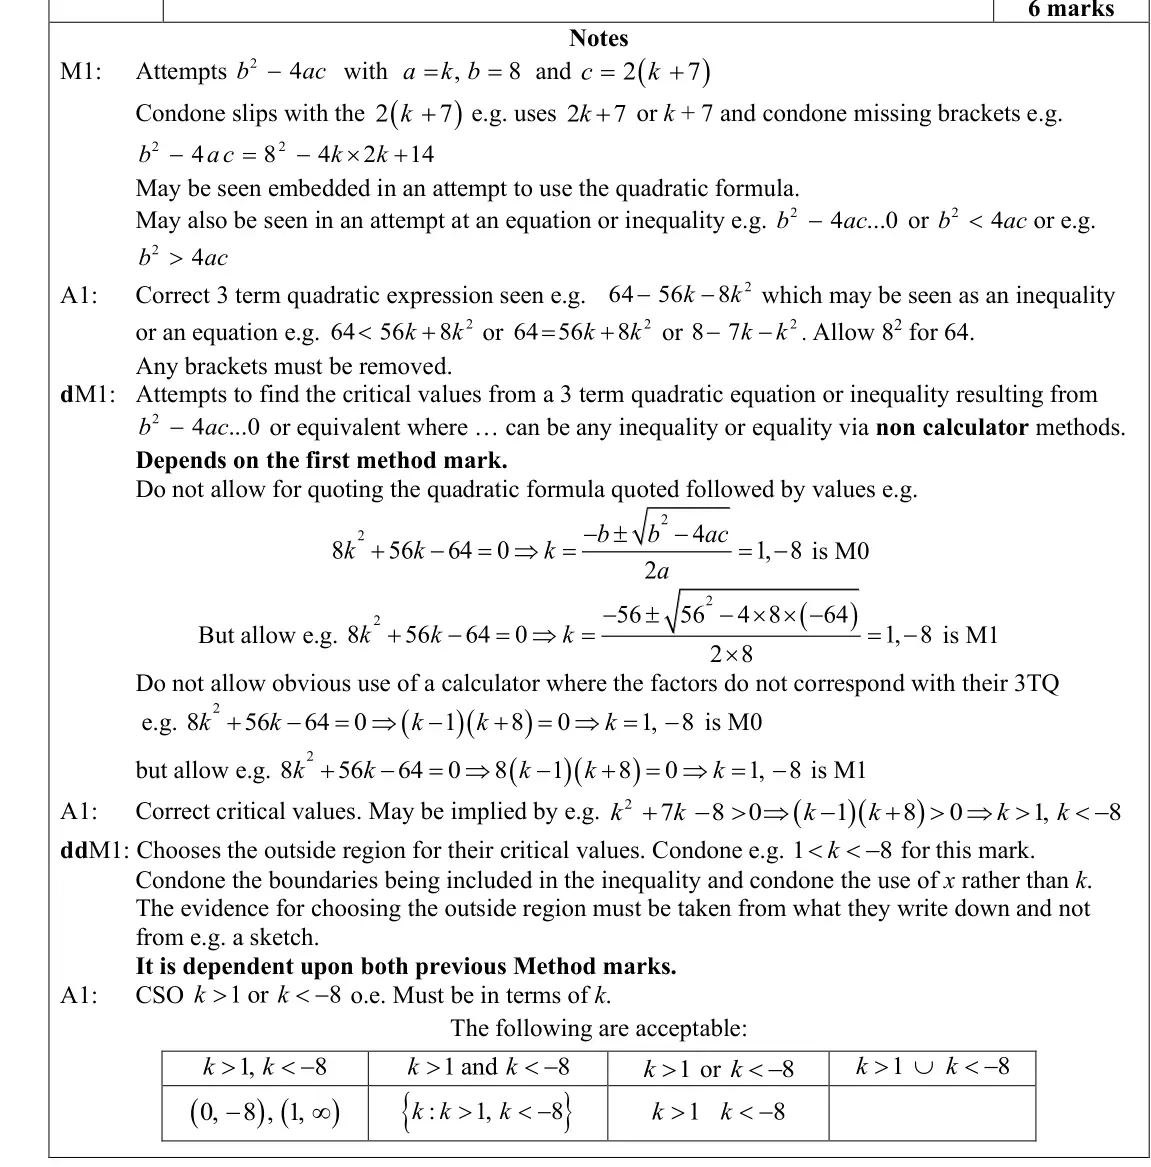 6 marks
Notes
M1: Attempts b² − 4ac with a = k, b = 8 and c = 2(k + 7)
Condone slips with the 2(k + 7) e.g. uses 2k + 7 or k + 7 and condone missing brackets e.g.
b² − 4ac = 8² − 4k × 2k + 14
May be seen embedded in an attempt to use the quadratic formula.
May also be seen in an attempt at an equation or inequality e.g. b² − 4ac...0 or b² < 4ac or e.g.
b² > 4ac
A1: Correct 3 term quadratic expression seen e.g. 64 − 56k − 8k² which may be seen as an inequality
or an equation e.g. 64 < 56k + 8k² or 64 = 56k + 8k² or 8 − 7k − k². Allow 8² for 64.
Any brackets must be removed.
dM1: Attempts to find the critical values from a 3 term quadratic equation or inequality resulting from
b² − 4ac...0 or equivalent where … can be any inequality or equality via non calculator methods.
Depends on the first method mark.
Do not allow for quoting the quadratic formula quoted followed by values e.g.
8k² + 56k − 64 = 0 ⇒ k = (−b ± √(b² − 4ac))/(2a) = 1, −8 is M0
But allow e.g. 8k² + 56k − 64 = 0 ⇒ k = (−56 ± √(56² − 4 × 8 × (−64)))/(2 × 8) = 1, −8 is M1
Do not allow obvious use of a calculator where the factors do not correspond with their 3TQ
e.g. 8k² + 56k − 64 = 0 ⇒ (k − 1)(k + 8) = 0 ⇒ k = 1, −8 is M0
but allow e.g. 8k² + 56k − 64 = 0 ⇒ 8(k − 1)(k + 8) = 0 ⇒ k = 1, −8 is M1
A1: Correct critical values. May be implied by e.g. k² + 7k − 8 > 0 ⇒ (k − 1)(k + 8) > 0 ⇒ k > 1, k < −8
ddM1: Chooses the outside region for their critical values. Condone e.g. 1 < k < −8 for this mark.
Condone the boundaries being included in the inequality and condone the use of x rather than k.
The evidence for choosing the outside region must be taken from what they write down and not
from e.g. a sketch.
It is dependent upon both previous Method marks.
A1: CSO k > 1 or k < −8 o.e. Must be in terms of k.
The following are acceptable:
k > 1, k < −8 k > 1 and k < −8 k > 1 or k < −8 k > 1 ∪ k < −8
(0, −8), (1, ∞) {k : k > 1, k < −8} k > 1 k < −8